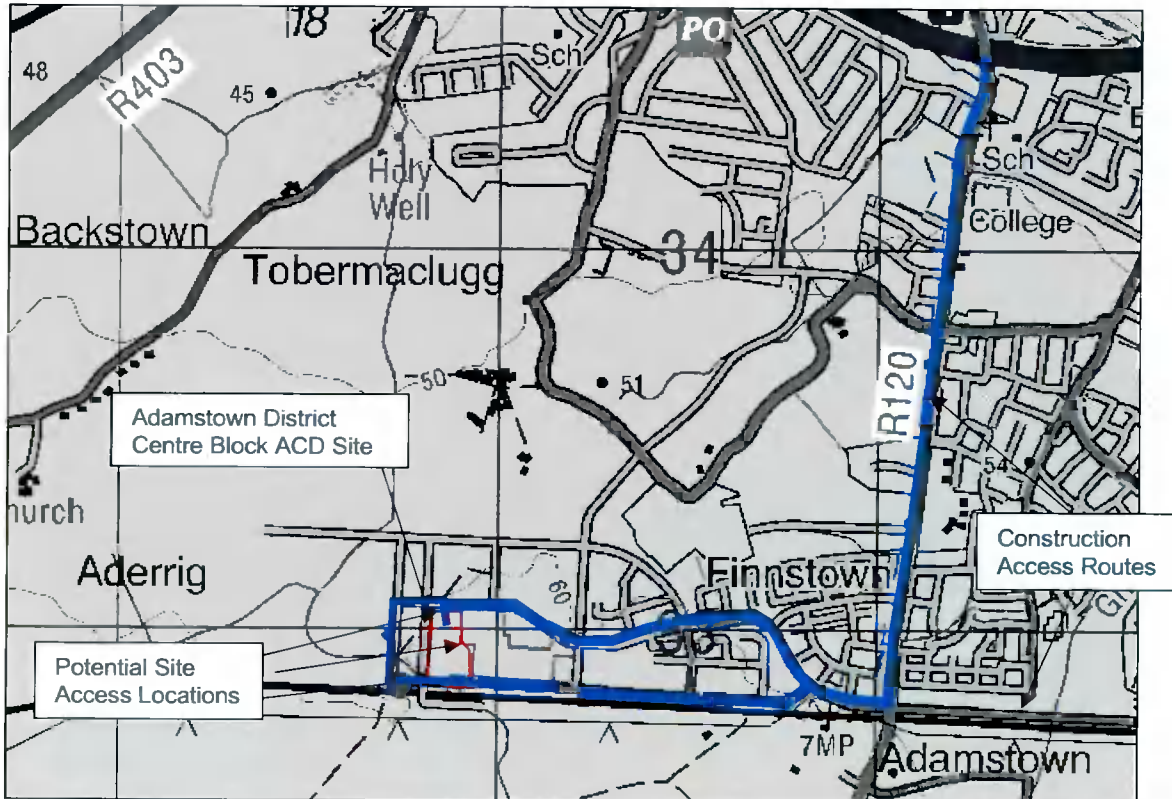 18
PO
Sch
48
R403
45
Sch
Holy
Well
College
Backstown
34
Tobermaclugg
50
51
R120
Adamstown District
Centre Block ACD Site
54
Construction
Access Routes
Aderrig
Finnstown
60
Potential Site
Access Locations
7MP
Adamstown